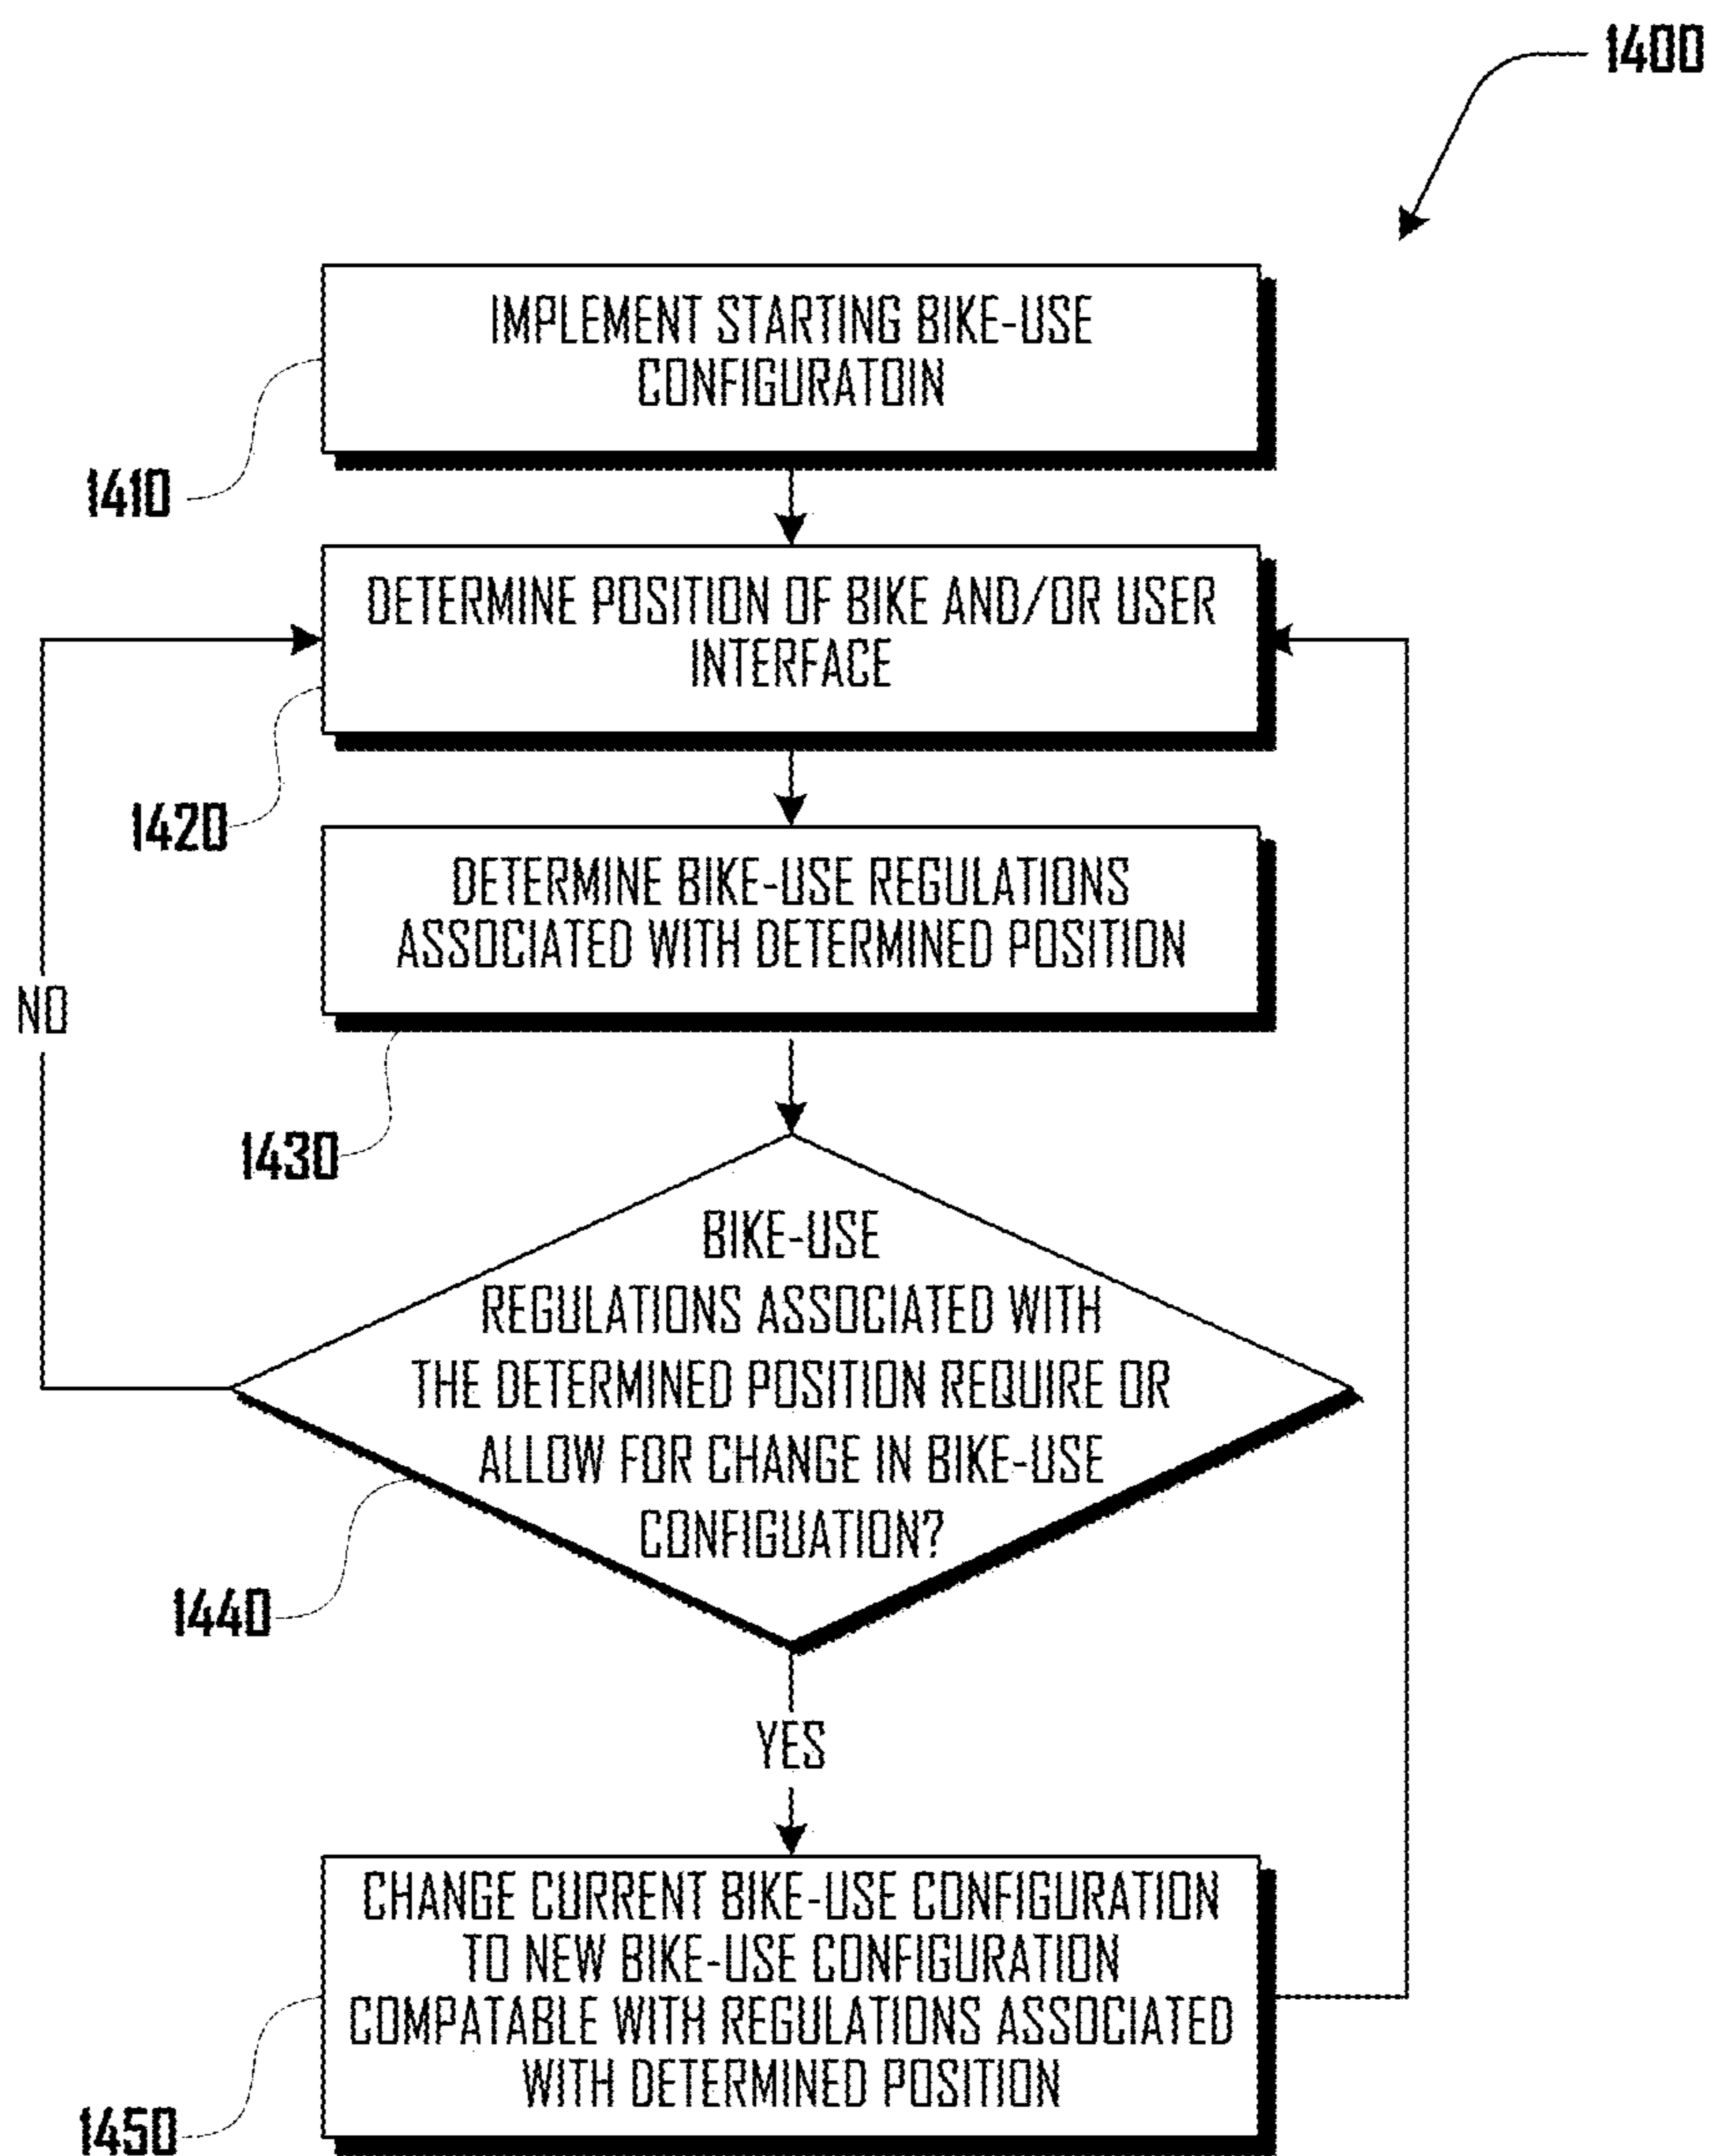 1400
IMPLEMENT STARTING BIKE-USE
CONFIGURATOIN
1410
DETERMINE POSITION OF BIKE AND/OR USER
INTERFACE
1420
DETERMINE BIKE-USE REGULATIONS
ASSOCIATED WITH DETERMINED POSITION
NO
1430
BIKE-USE
REGULATIONS ASSOCIATED WITH
THE DETERMINED POSITION REQUIRE OR
ALLOW FOR CHANGE IN BIKE-USE
CONFIGUATION?
1440
YES
CHANGE CURRENT BIKE-USE CONFIGURATION
TO NEW BIKE-USE CONFIGURATION
COMPATABLE WITH REGULATIONS ASSOCIATED
WITH DETERMINED POSITION
1450